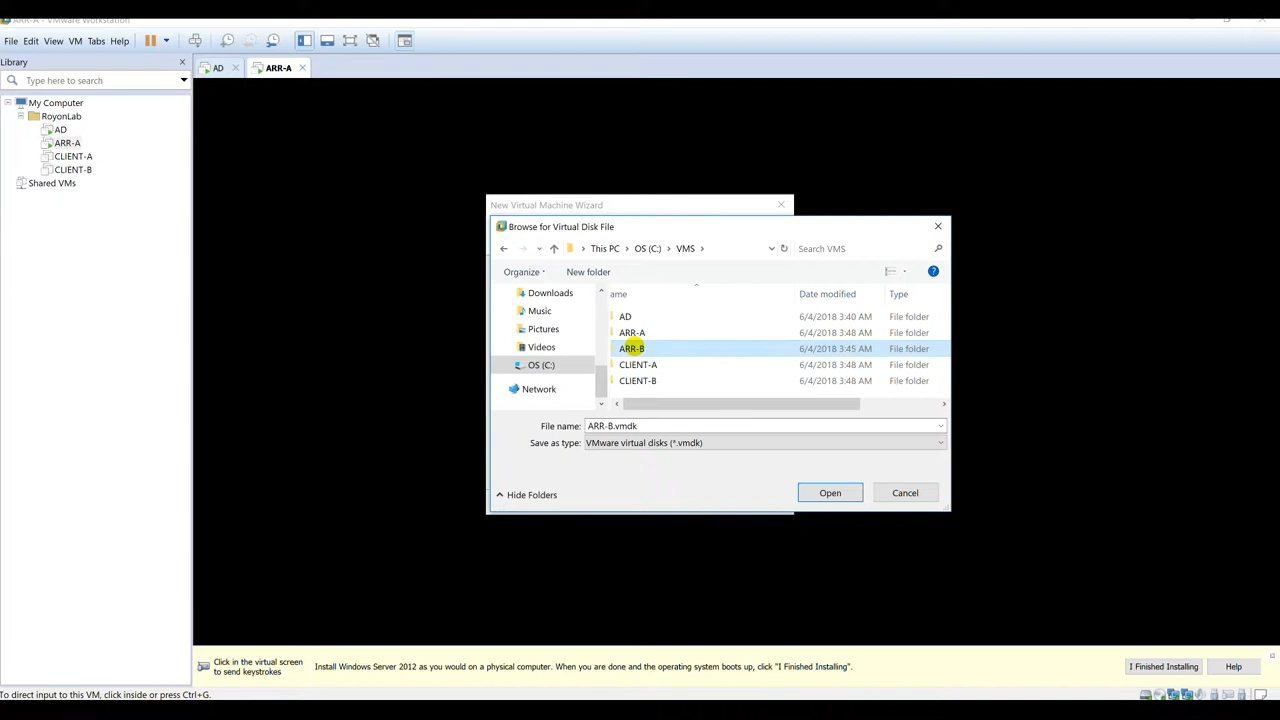 ARR-A - VMware Workstation
File Edit View VM Tabs Help
Library
Type here to search
AD
ARR-A
My Computer
RoyonLab
AD
ARR-A
CLIENT-A
CLIENT-B
Shared VMs
New Virtual Machine Wizard
Browse for Virtual Disk File
This PC OS (C:) VMS
Search VMS
Organize
New folder
Downloads
Music
Pictures
Videos
OS (C:)
Network
ame Date modified Type
AD 6/4/2018 3:40 AM File folder
ARR-A 6/4/2018 3:48 AM File folder
ARR-B 6/4/2018 3:45 AM File folder
CLIENT-A 6/4/2018 3:48 AM File folder
CLIENT-B 6/4/2018 3:48 AM File folder
File name: ARR-B.vmdk
Save as type: VMware virtual disks (*.vmdk)
Hide Folders
Open
Cancel
Click in the virtual screen
to send keystrokes
Install Windows Server 2012 as you would on a physical computer. When you are done and the operating system boots up, click "I Finished Installing".
I Finished Installing
Help
To direct input to this VM, click inside or press Ctrl+G.